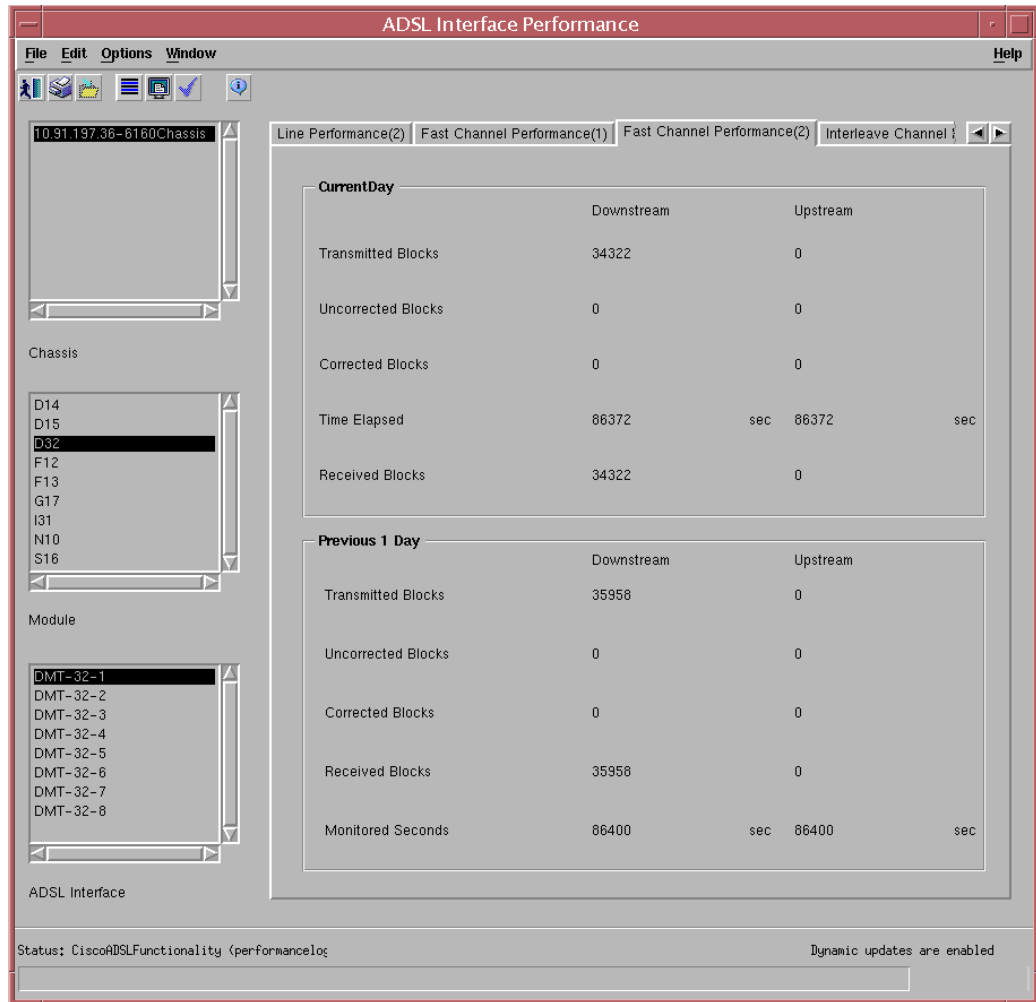 ADSL Interface Performance
File Edit Options Window Help
10.91.197.36-6160Chassis
Chassis
D14
D15
D32
F12
F13
G17
I31
N10
S16
Module
DMT-32-1
DMT-32-2
DMT-32-3
DMT-32-4
DMT-32-5
DMT-32-6
DMT-32-7
DMT-32-8
ADSL Interface
Line Performance(2) Fast Channel Performance(1) Fast Channel Performance(2) Interleave Channel
CurrentDay
Downstream Upstream
Transmitted Blocks 34322 0
Uncorrected Blocks 0 0
Corrected Blocks 0 0
Time Elapsed 86372 sec 86372 sec
Received Blocks 34322 0
Previous 1 Day
Downstream Upstream
Transmitted Blocks 35958 0
Uncorrected Blocks 0 0
Corrected Blocks 0 0
Received Blocks 35958 0
Monitored Seconds 86400 sec 86400 sec
Status: CiscoADSLFunctionality (performancelog
Dynamic updates are enabled